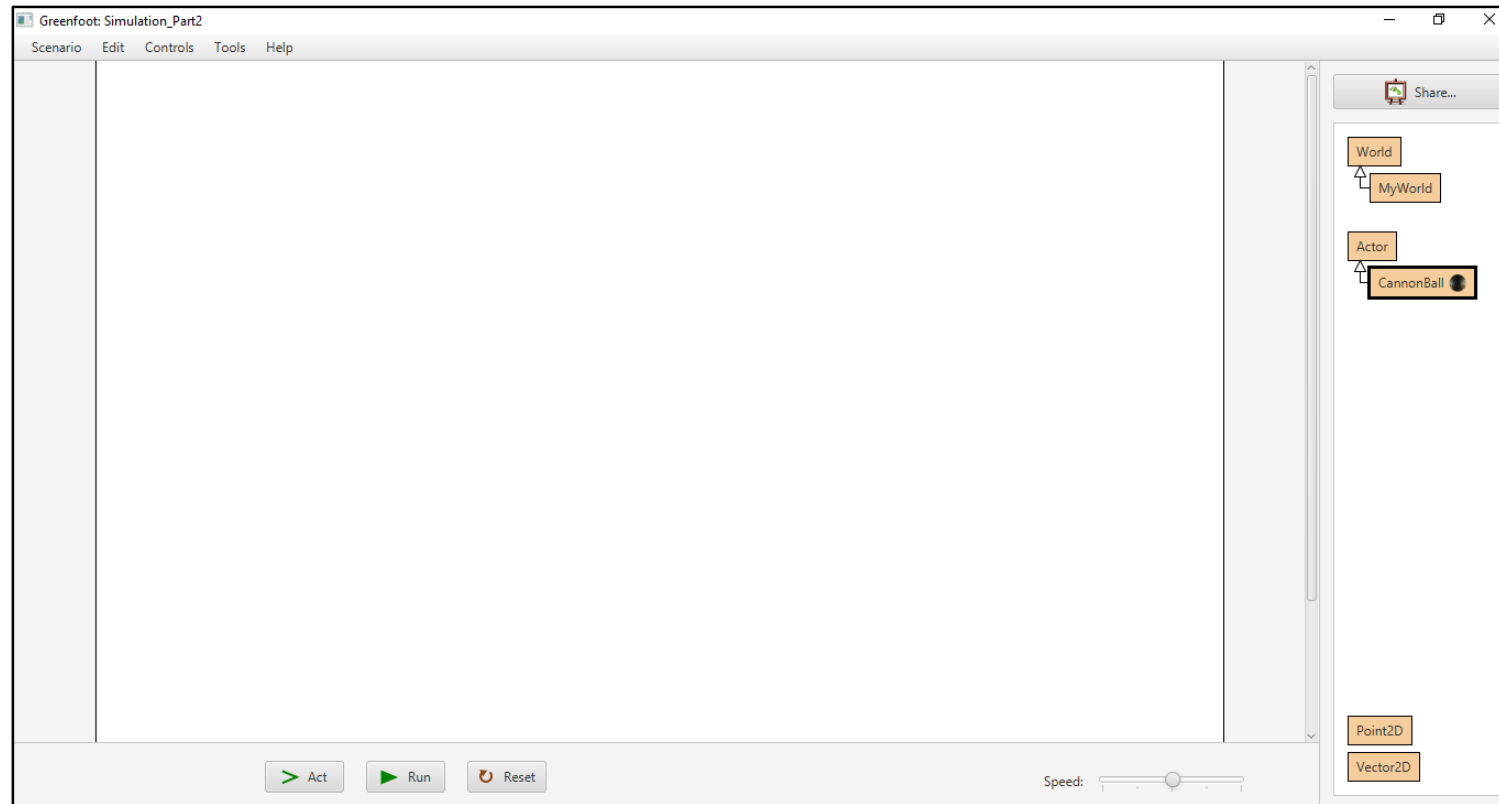 Greenfoot: Simulation_Part2
Scenario Edit Controls Tools Help
Share...
World
MyWorld
Actor
CannonBall
Point2D
Vector2D
Act Run Reset Speed: